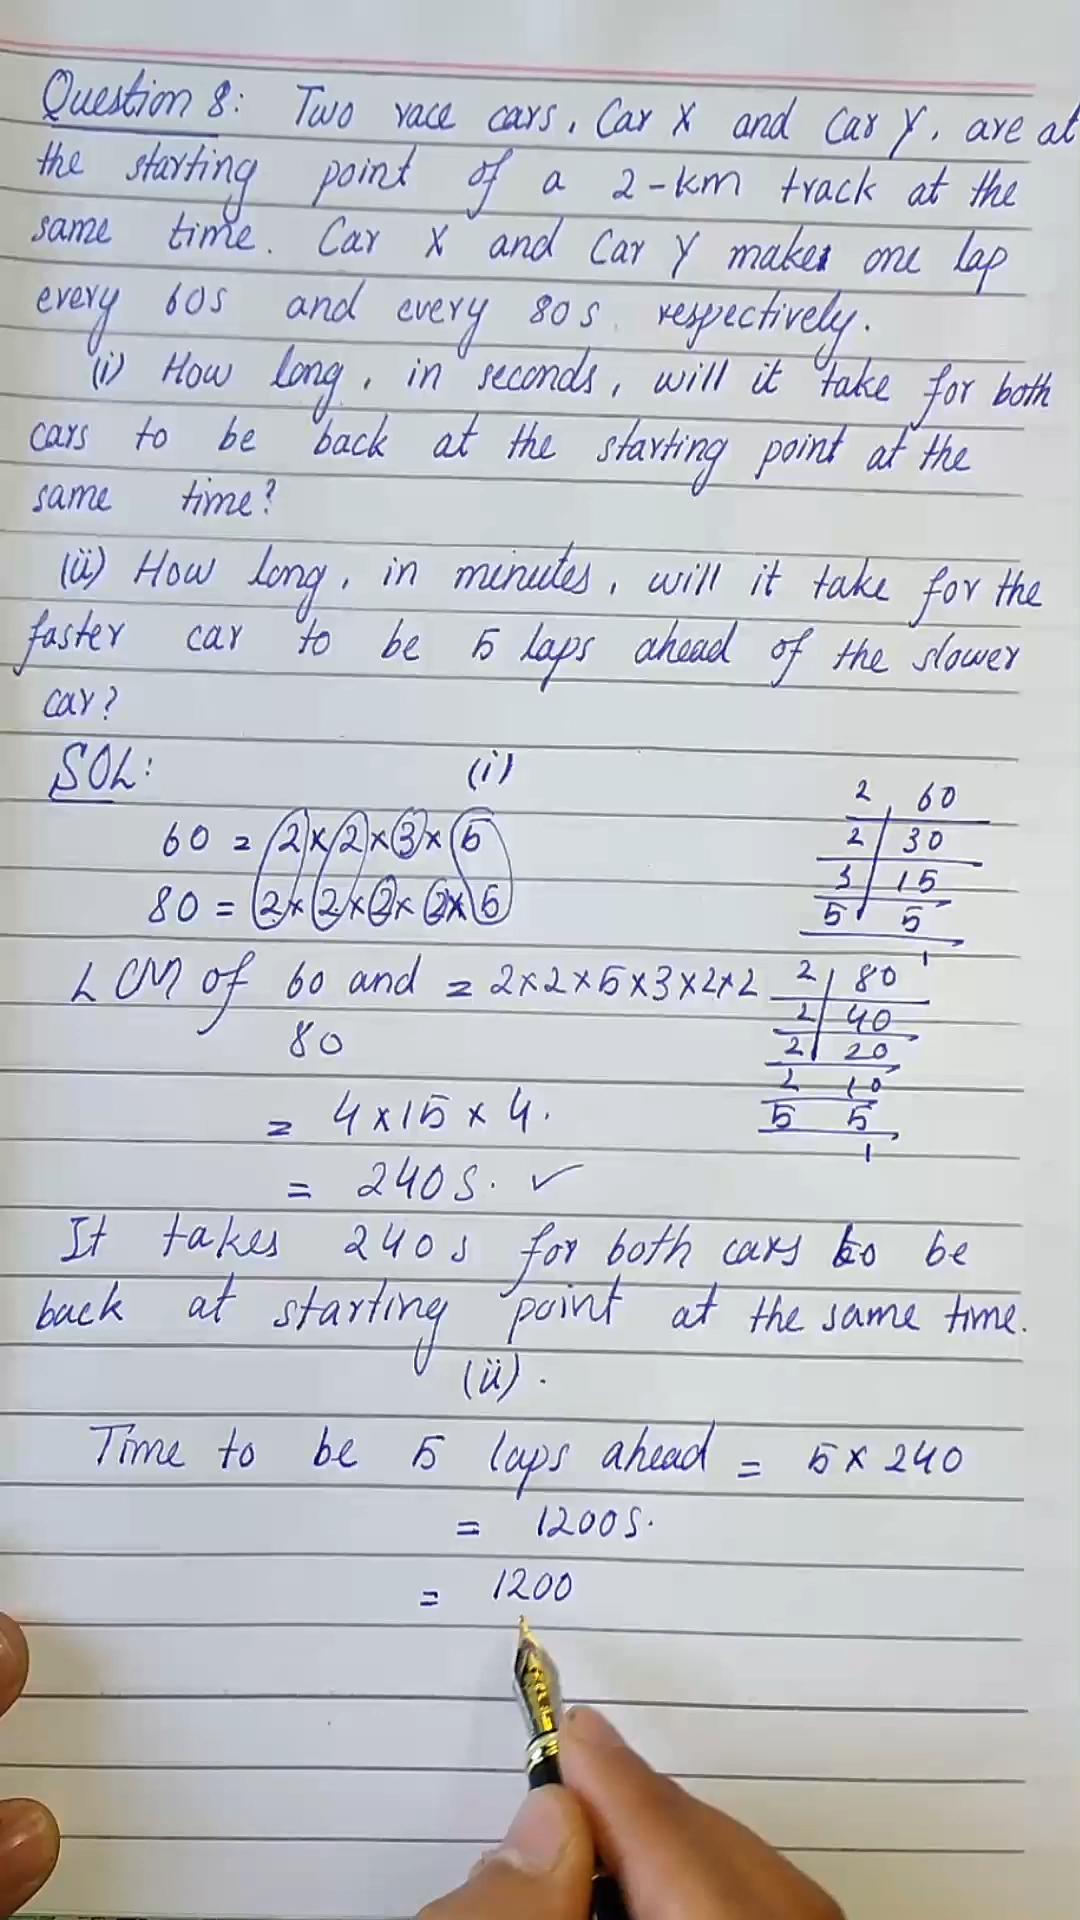 Question 8: Two race cars, Car X and Car Y, are at
the starting point of a 2-km track at the
same time. Car X and Car Y makes one lap
every 60s and every 80s respectively.
(i) How long, in seconds, will it take for both
cars to be back at the starting point at the
same time?
(ii) How long, in minutes, will it take for the
faster car to be 5 laps ahead of the slower
car?
SOL: (i)
60 = 2×2×3×5
80 = 2×2×2×2×5
LCM of 60 and = 2×2×5×3×2×2
80
= 4×15×4.
= 240s. ✓
2 60
2 30
3 15
5 5
1
2 80
2 40
2 20
2 10
5 5
1
It takes 240s for both cars to be
back at starting point at the same time.
(ii).
Time to be 5 laps ahead = 5×240
= 1200s.
= 1200